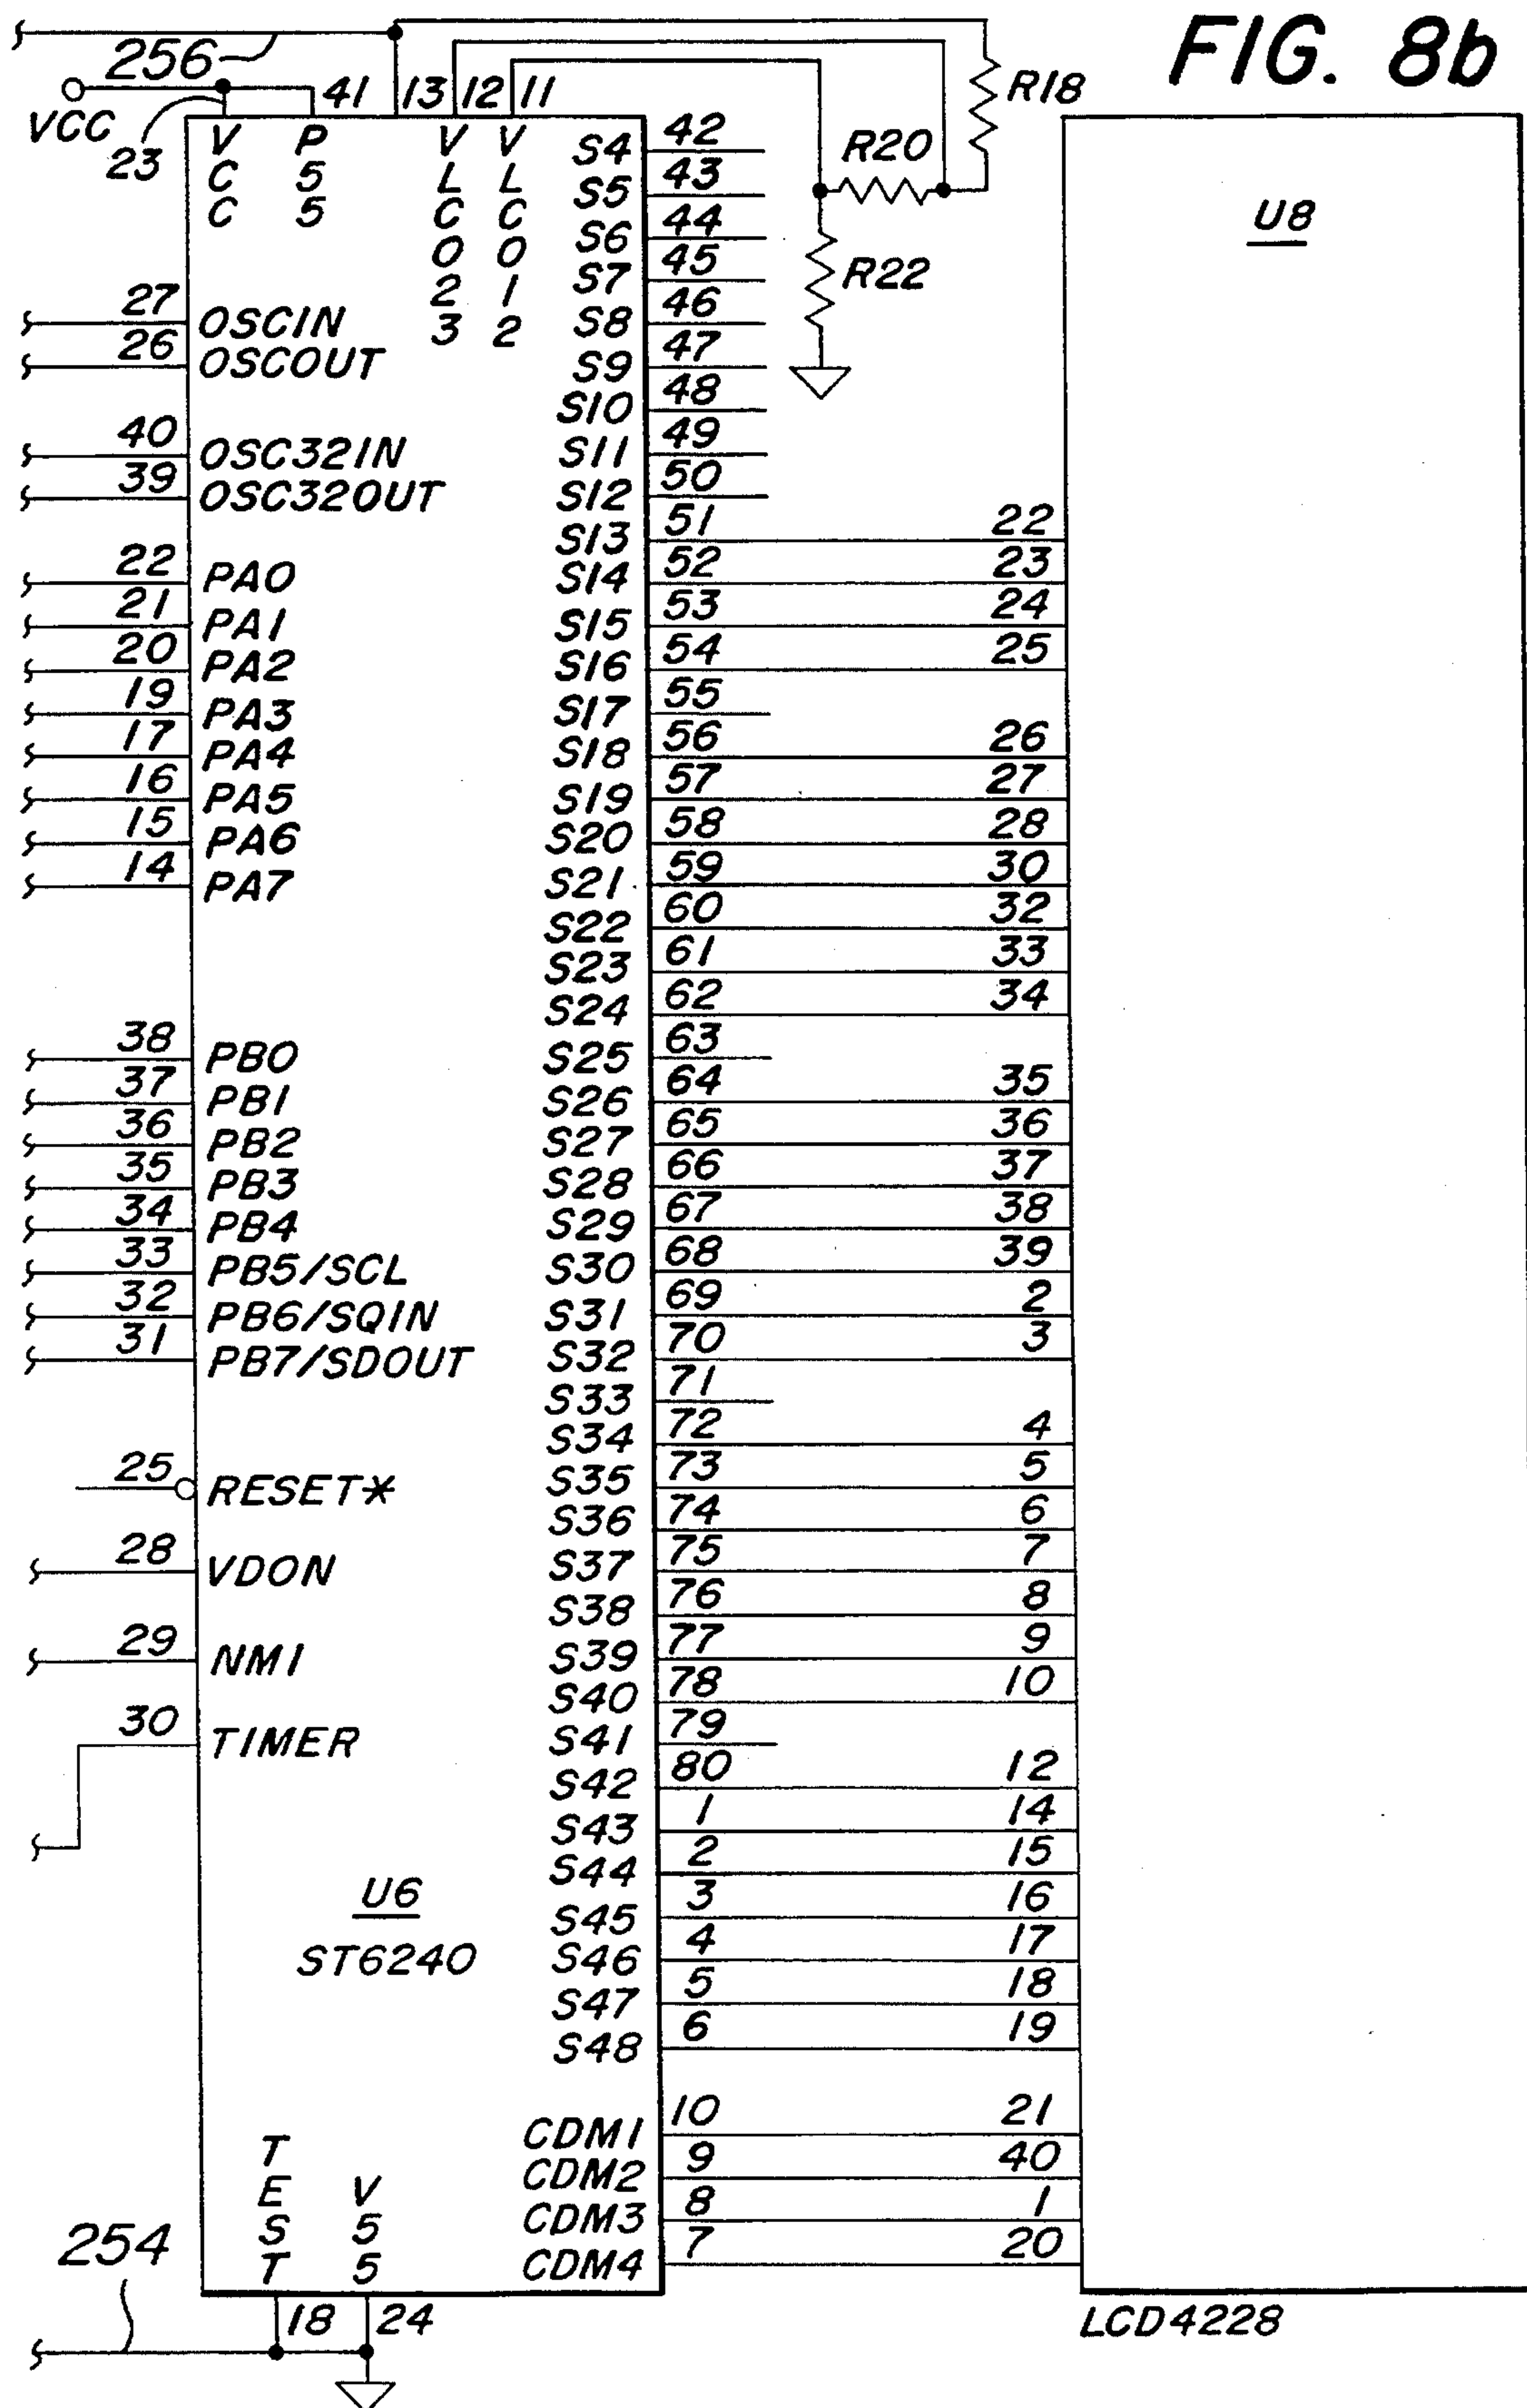 FIG. 8b
256
VCC
23
41
13
12
11
R18
R20
R22
VCC
P55
VLCO23
VLCO12
27 OSCIN
26 OSCOUT
40 OSC32IN
39 OSC32OUT
22 PA0
21 PA1
20 PA2
19 PA3
17 PA4
16 PA5
15 PA6
14 PA7
38 PB0
37 PB1
36 PB2
35 PB3
34 PB4
33 PB5/SCL
32 PB6/SQIN
31 PB7/SDOUT
25 RESET*
28 VDON
29 NMI
30 TIMER
U6
ST6240
TEST
V55
254
18
24
S4 42
S5 43
S6 44
S7 45
S8 46
S9 47
S10 48
S11 49
S12 50
S13 51 22
S14 52 23
S15 53 24
S16 54 25
S17 55
S18 56 26
S19 57 27
S20 58 28
S21 59 30
S22 60 32
S23 61 33
S24 62 34
S25 63
S26 64 35
S27 65 36
S28 66 37
S29 67 38
S30 68 39
S31 69 2
S32 70 3
S33 71
S34 72 4
S35 73 5
S36 74 6
S37 75 7
S38 76 8
S39 77 9
S40 78 10
S41 79
S42 80 12
S43 1 14
S44 2 15
S45 3 16
S46 4 17
S47 5 18
S48 6 19
CDM1 10 21
CDM2 9 40
CDM3 8 1
CDM4 7 20
U8
LCD4228